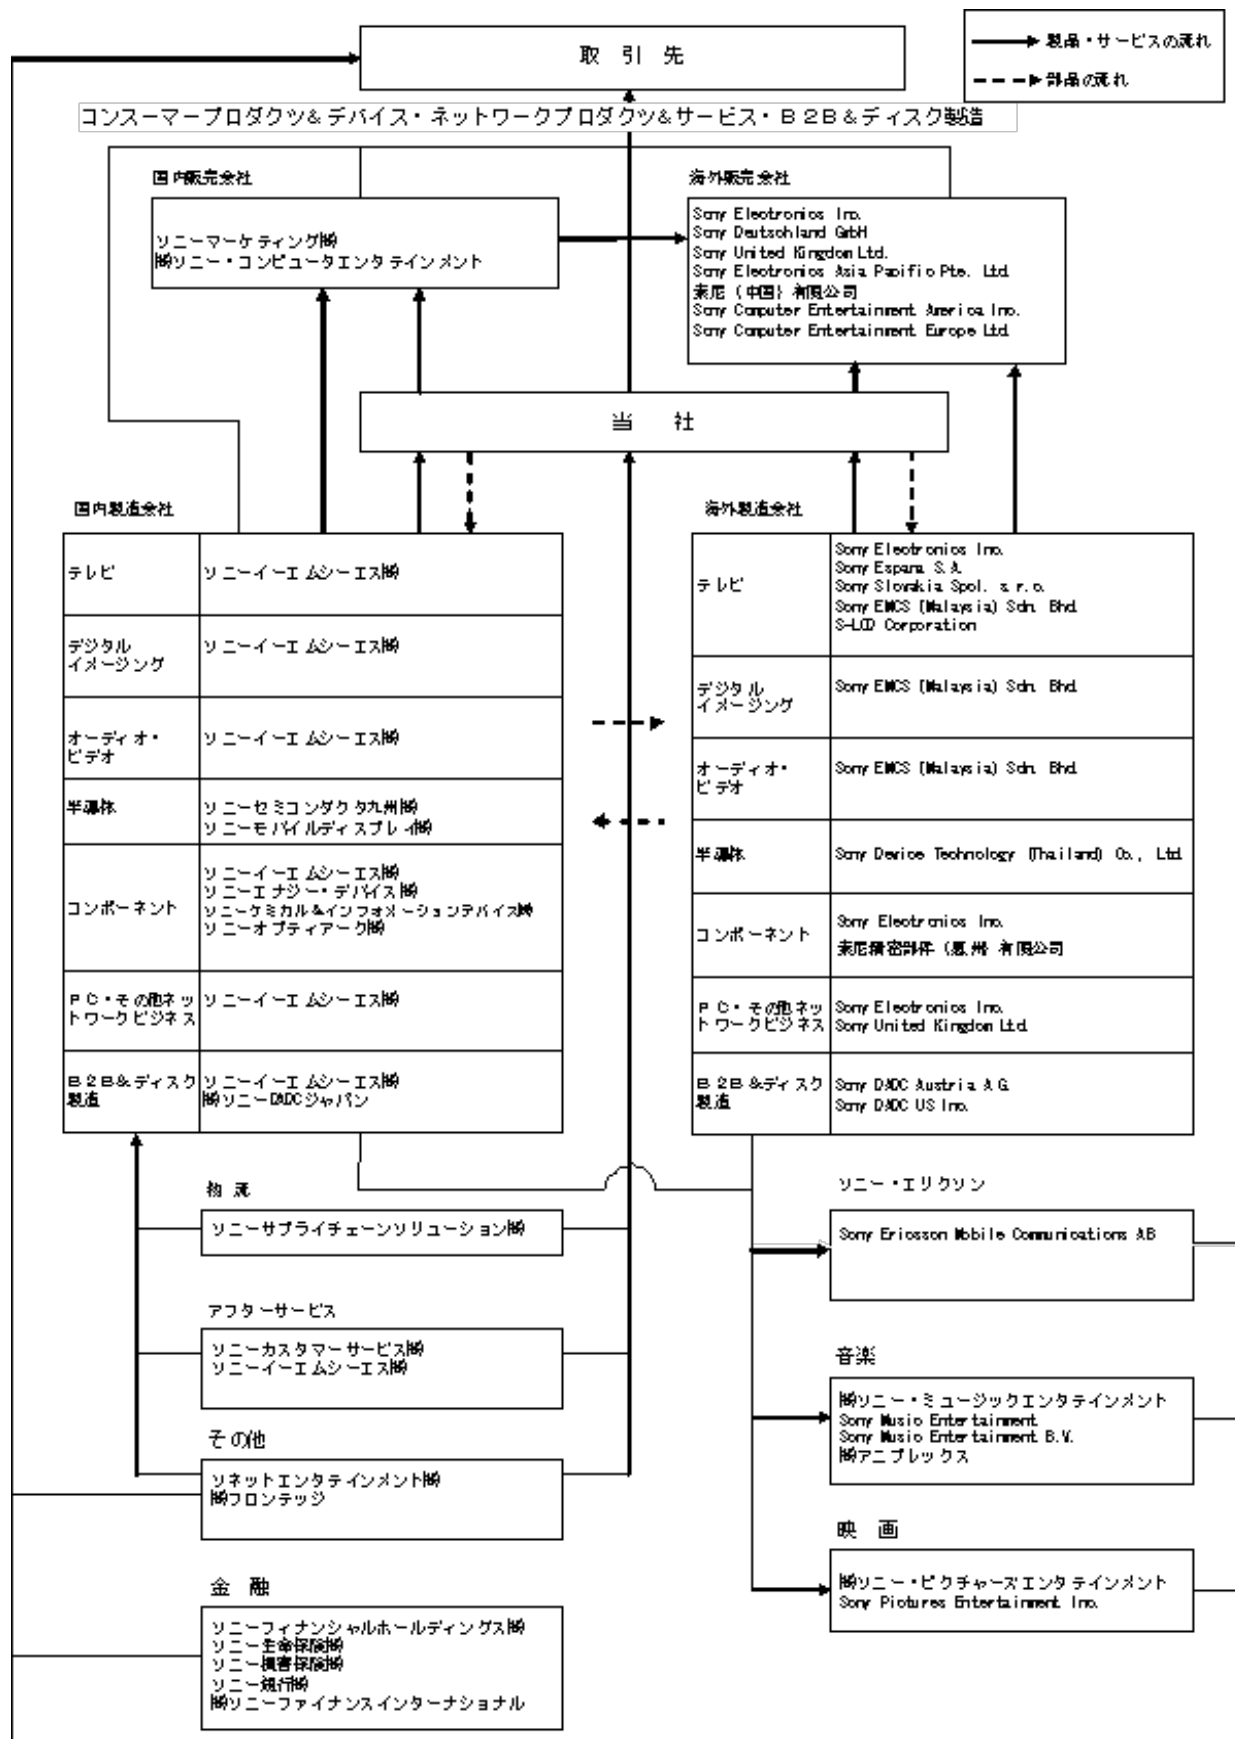 取 引 先
製品・サービスの流れ
部品の流れ
コンスーマープロダクツ&デバイス・ネットワークプロダクツ&サービス・B2B&ディスク製造
国内販売会社
ソニーマーケティング㈱
㈱ソニー・コンピュータエンタテインメント
海外販売会社
Sony Electronics Inc.
Sony Deutschland GmbH
Sony United Kingdom Ltd.
Sony Electronics Asia Pacific Pte. Ltd.
索尼(中国)有限公司
Sony Computer Entertainment America Inc.
Sony Computer Entertainment Europe Ltd.
当 社
国内製造会社
テレビ
ソニーイーエムシーエス㈱
デジタル
イメージング
ソニーイーエムシーエス㈱
オーディオ・
ビデオ
ソニーイーエムシーエス㈱
半導体
ソニーセミコンダクタ九州㈱
ソニーモバイルディスプレイ㈱
コンポーネント
ソニーイーエムシーエス㈱
ソニーエナジー・デバイス㈱
ソニーケミカル&インフォメーションデバイス㈱
ソニーオプティアーク㈱
PC・その他ネッ
トワークビジネス
ソニーイーエムシーエス㈱
B2B&ディスク
製造
ソニーイーエムシーエス㈱
㈱ソニーDADCジャパン
海外製造会社
テレビ
Sony Electronics Inc.
Sony Espana S.A.
Sony Slovakia Spol. s.r.o.
Sony EMCS (Malaysia) Sdn. Bhd.
S-LCD Corporation
デジタル
イメージング
Sony EMCS (Malaysia) Sdn. Bhd.
オーディオ・
ビデオ
Sony EMCS (Malaysia) Sdn. Bhd.
半導体
Sony Device Technology (Thailand) Co., Ltd.
コンポーネント
Sony Electronics Inc.
索尼精密部件(惠州)有限公司
PC・その他ネッ
トワークビジネス
Sony Electronics Inc.
Sony United Kingdom Ltd.
B2B&ディスク
製造
Sony DADC Austria A.G.
Sony DADC US Inc.
物 流
ソニーサプライチェーンソリューション㈱
アフターサービス
ソニーカスタマーサービス㈱
ソニーイーエムシーエス㈱
その他
ソネットエンタテインメント㈱
㈱フロンテッジ
金 融
ソニーフィナンシャルホールディングス㈱
ソニー生命保険㈱
ソニー損害保険㈱
ソニー銀行㈱
㈱ソニーファイナンスインターナショナル
ソニー・エリクソン
Sony Ericsson Mobile Communications AB
音楽
㈱ソニー・ミュージックエンタテインメント
Sony Music Entertainment
Sony Music Entertainment B.V.
㈱アニプレックス
映 画
㈱ソニー・ピクチャーズエンタテインメント
Sony Pictures Entertainment Inc.